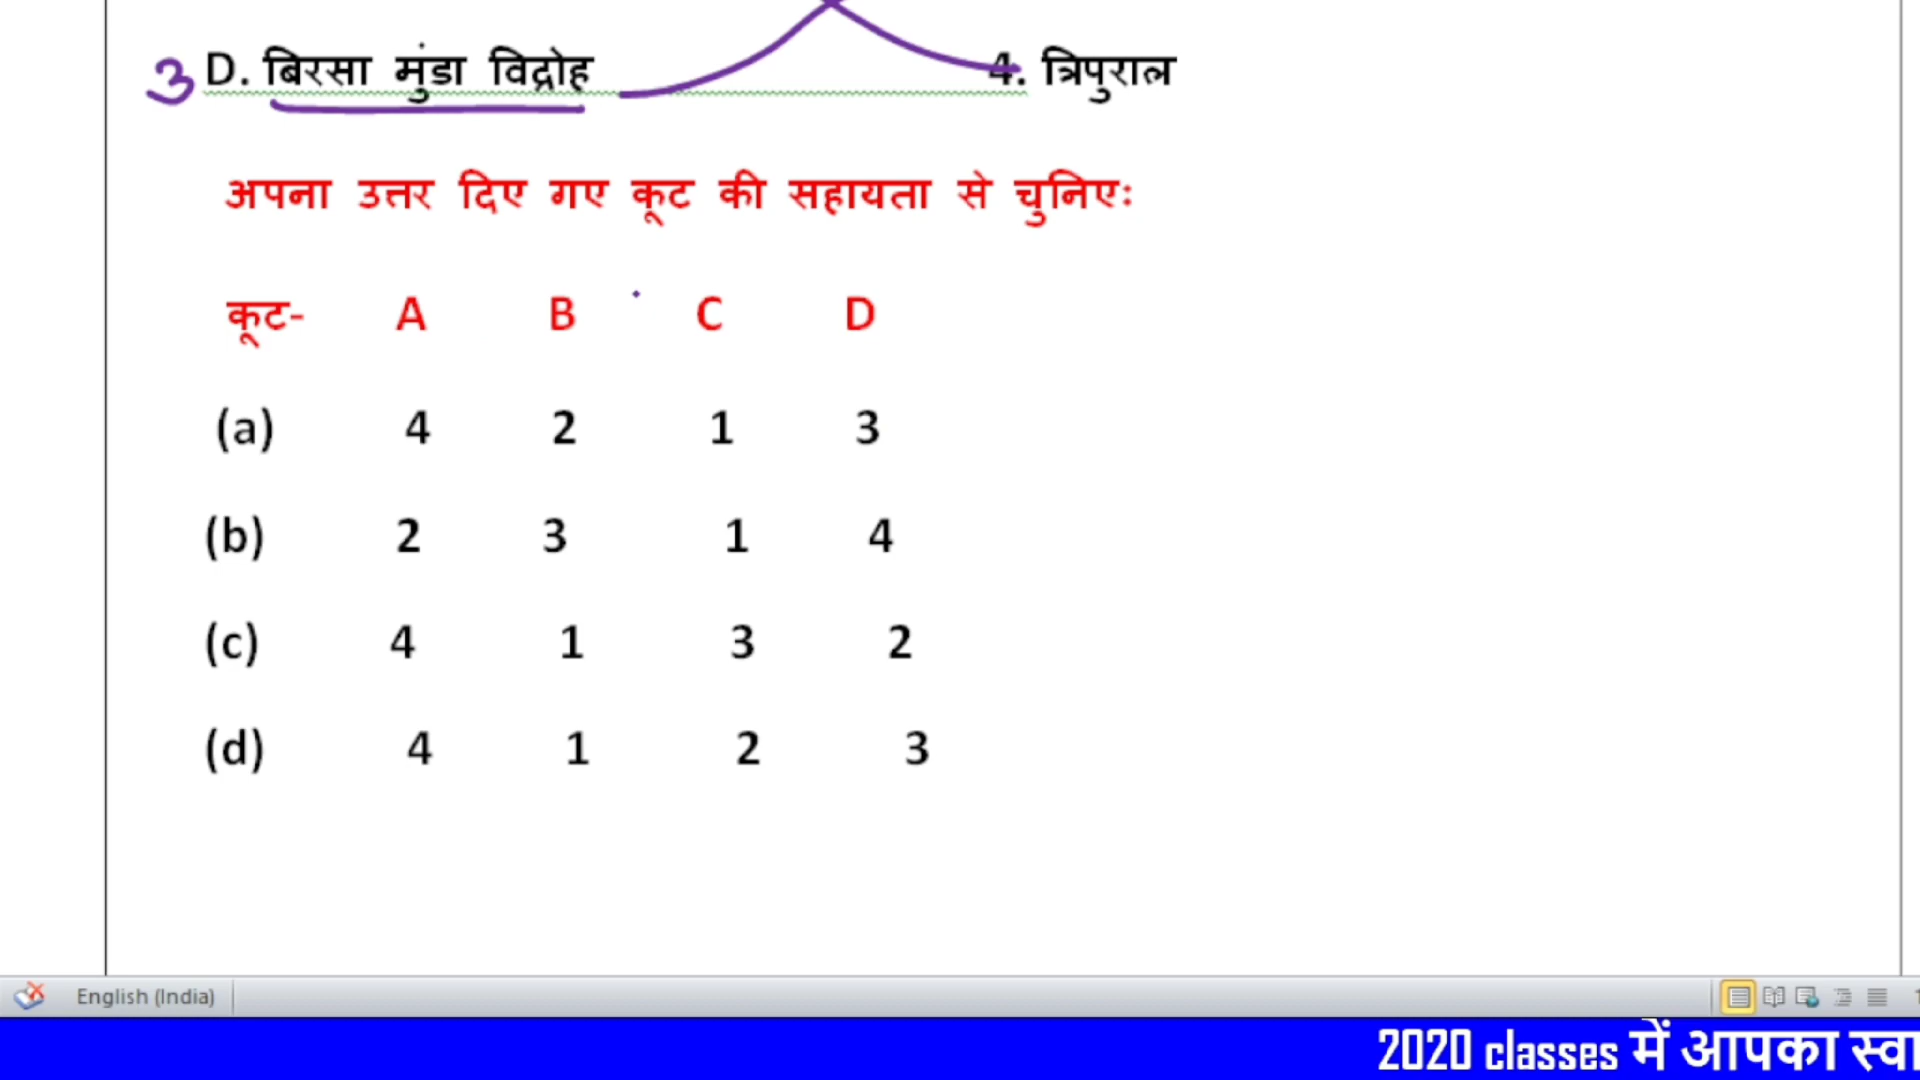 3 D. बिरसा मुंडा विद्रोह 4. त्रिपुरात्न
अपना उत्तर दिए गए कूट की सहायता से चुनिएः
कूट- A B C D
(a) 4 2 1 3
(b) 2 3 1 4
(c) 4 1 3 2
(d) 4 1 2 3
English (India)
2020 classes में आपका स्वा